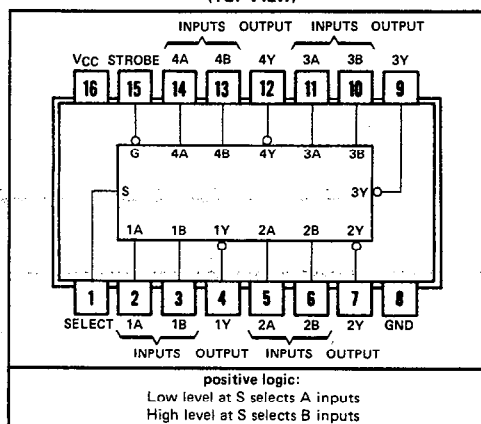 (TOP VIEW)
INPUTS OUTPUT INPUTS OUTPUT
VCC STROBE 4A 4B 4Y 3A 3B 3Y
16 15 14 13 12 11 10 9
G 4A 4B 4Y 3A 3B
S 3Y
1A 1B 1Y 2A 2B 2Y
1 2 3 4 5 6 7 8
SELECT 1A 1B 1Y 2A 2B 2Y GND
INPUTS OUTPUT INPUTS OUTPUT
positive logic:
Low level at S selects A inputs
High level at S selects B inputs